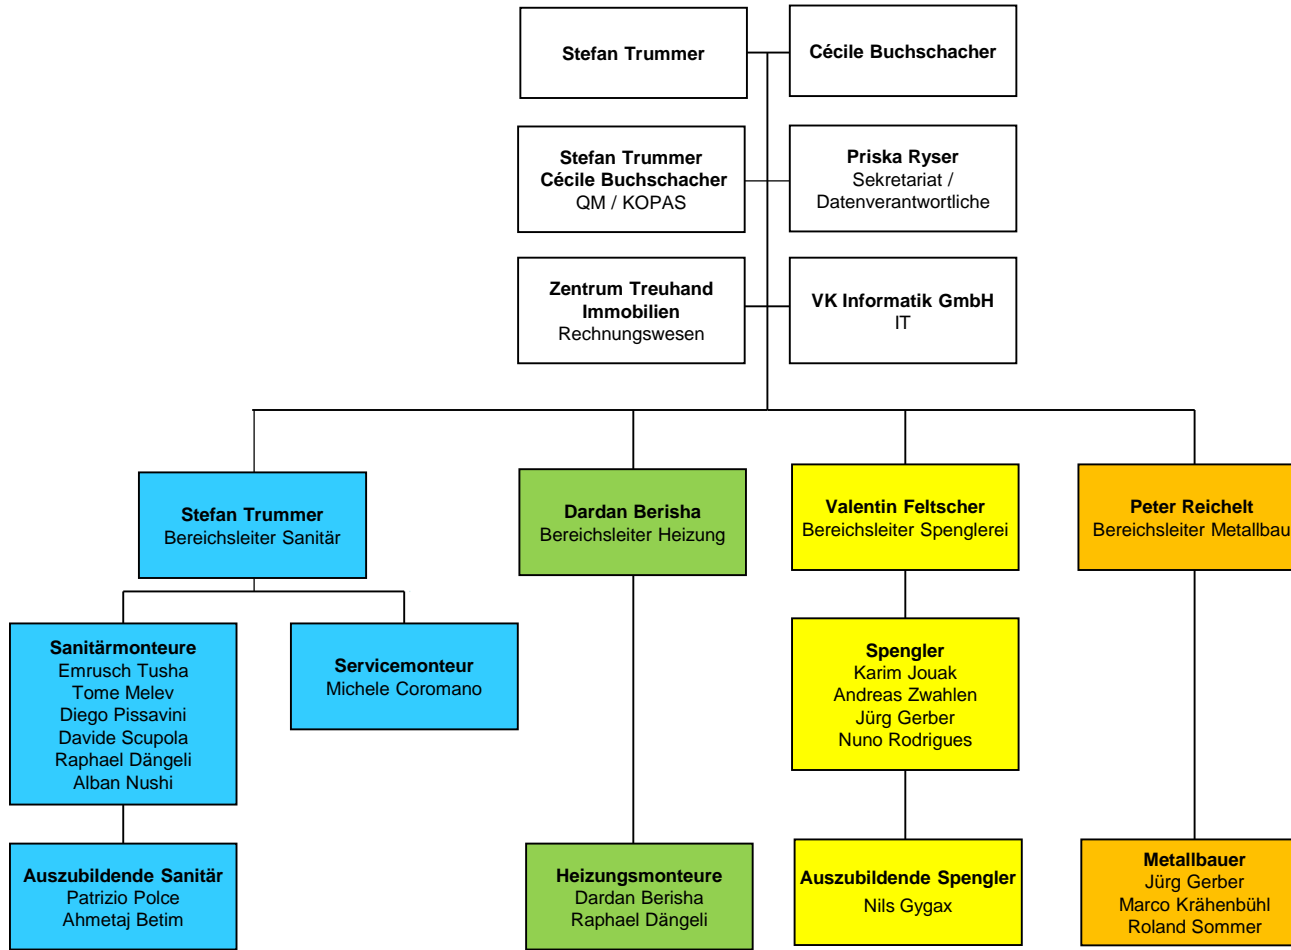 Stefan Trummer
Cécile Buchschacher
Stefan Trummer
Cécile Buchschacher
QM / KOPAS
Priska Ryser
Sekretariat /
Datenverantwortliche
Zentrum Treuhand
Immobilien
Rechnungswesen
VK Informatik GmbH
IT
Stefan Trummer
Bereichsleiter Sanitär
Dardan Berisha
Bereichsleiter Heizung
Valentin Feltscher
Bereichsleiter Spenglerei
Peter Reichelt
Bereichsleiter Metallbau
Sanitärmonteure
Emrusch Tusha
Tome Melev
Diego Pissavini
Davide Scupola
Raphael Dängeli
Alban Nushi
Servicemonteur
Michele Coromano
Spengler
Karim Jouak
Andreas Zwahlen
Jürg Gerber
Nuno Rodrigues
Auszubildende Sanitär
Patrizio Polce
Ahmetaj Betim
Heizungsmonteure
Dardan Berisha
Raphael Dängeli
Auszubildende Spengler
Nils Gygax
Metallbauer
Jürg Gerber
Marco Krähenbühl
Roland Sommer